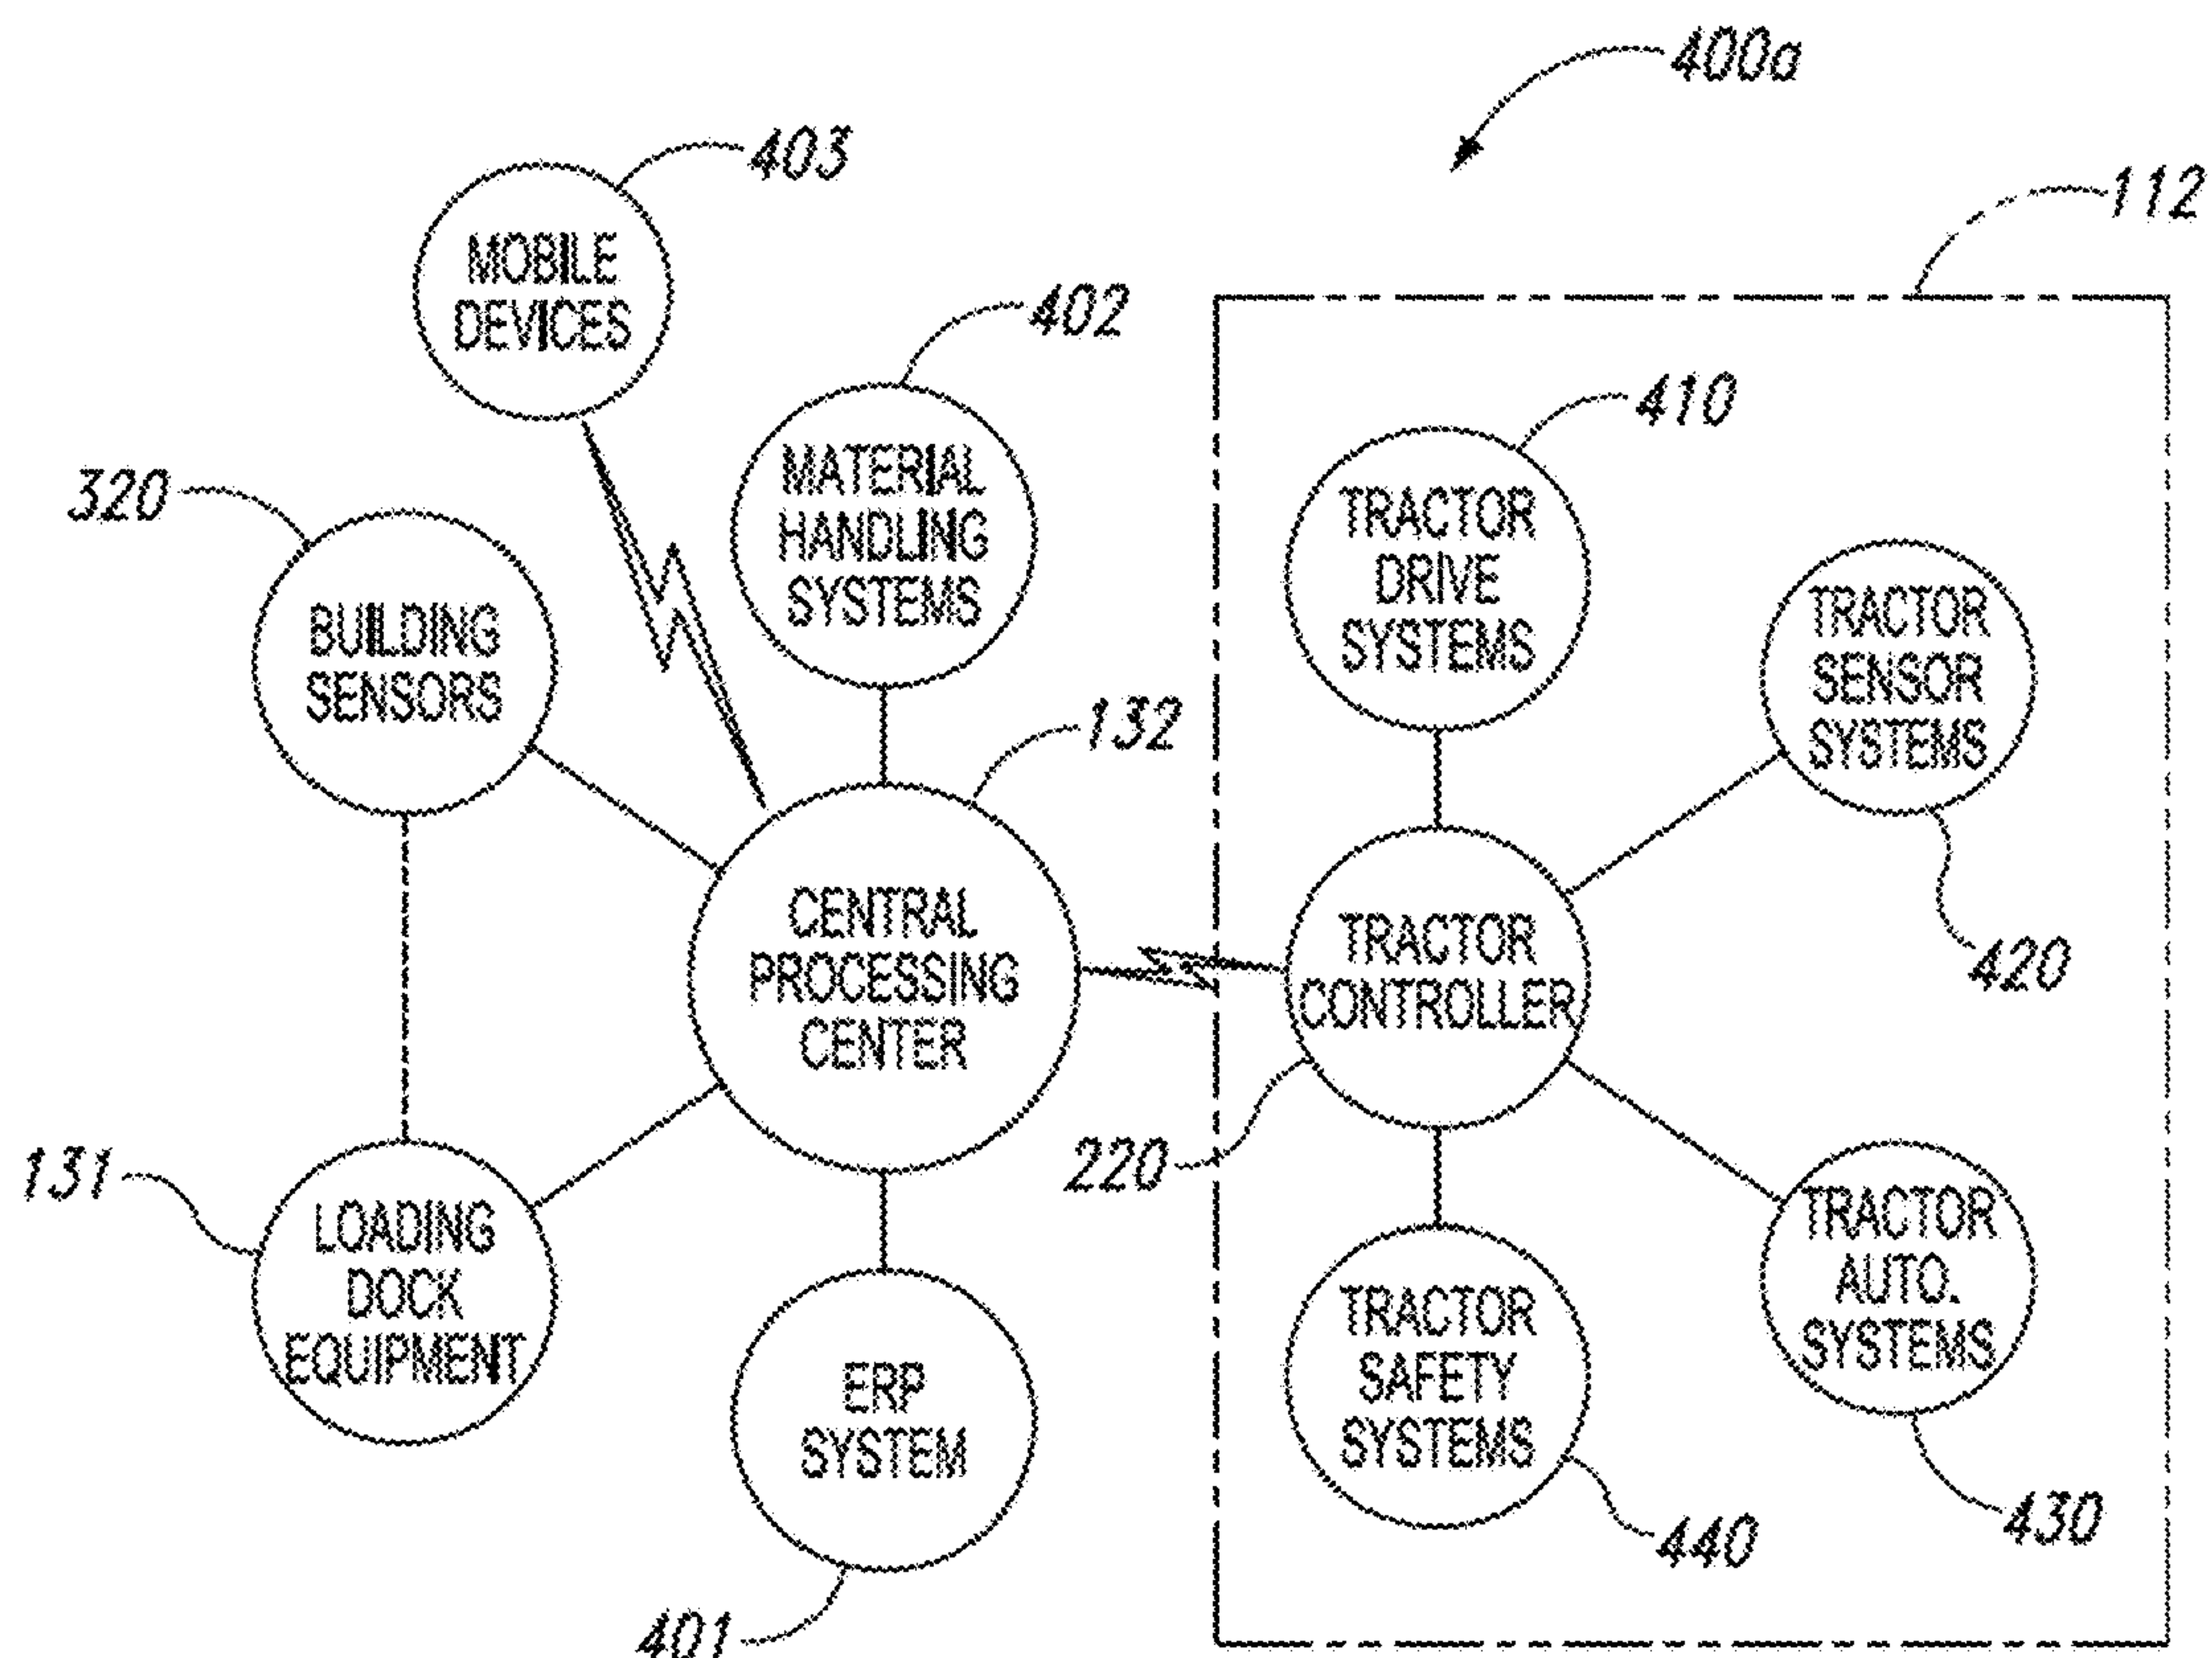 400a
403
112
MOBILE
DEVICES
402
410
MATERIAL
HANDLING
SYSTEMS
320
TRACTOR
DRIVE
SYSTEMS
BUILDING
SENSORS
TRACTOR
SENSOR
SYSTEMS
132
CENTRAL
PROCESSING
CENTER
TRACTOR
CONTROLLER
420
220
131
LOADING
DOCK
EQUIPMENT
TRACTOR
AUTO.
SYSTEMS
TRACTOR
SAFETY
SYSTEMS
ERP
SYSTEM
430
440
401